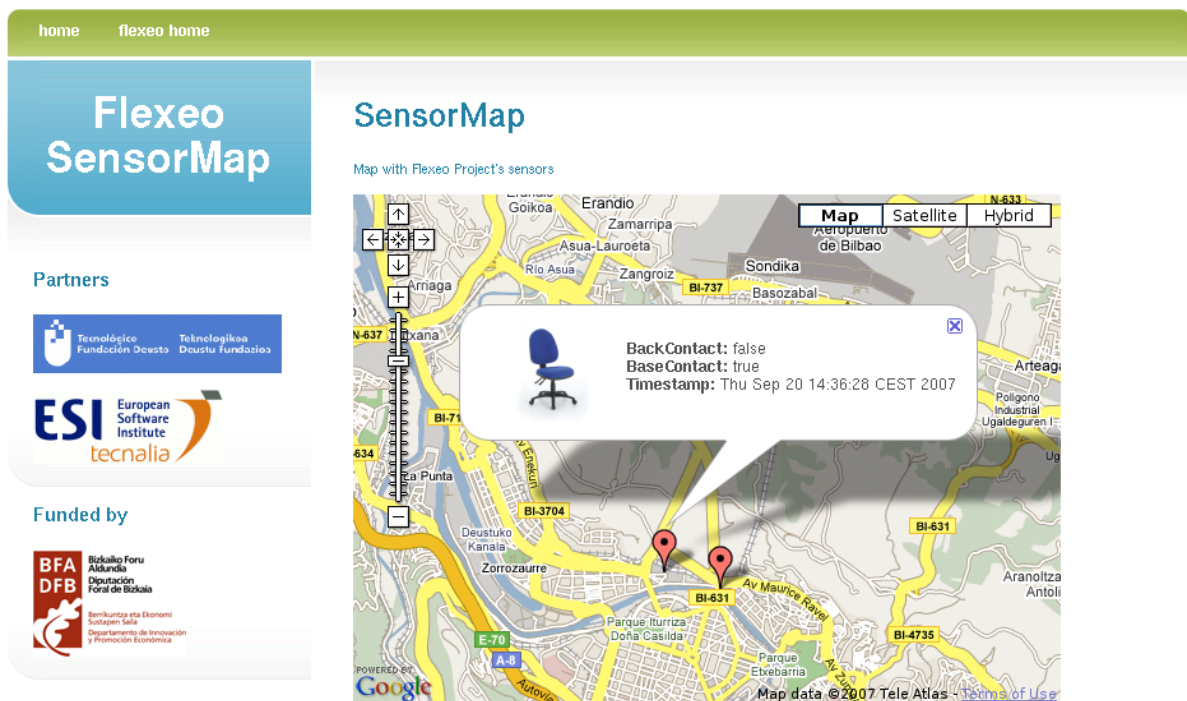 home flexeo home
Flexeo
SensorMap
Partners
Tecnológico Teknologikoa
Fundación Deusto Deustu Fundazioa
ESI European
Software
Institute
tecnalia
Funded by
BFA
DFB
Bizkaiko Foru
Aldundia
Diputación
Foral de Bizkaia
Berrikuntza eta Ekonomi
Sustapen Saila
Departamento de Innovación
y Promoción Económica
SensorMap
Map with Flexeo Project's sensors
Map Satellite Hybrid
Erandio
Goikoa
Erandio
N-633
Zamarripa
Aeropuerto
de Bilbao
Asua-Lauroeta
Rio Asua
Zangroiz
Sondika
Arriaga
BI-737
Basozabal
N-637
BackContact: false
BaseContact: true
Timestamp: Thu Sep 20 14:36:28 CEST 2007
Poligono
Industrial
Ugaldeguren I
BI-71
634
La Punta
BI-3704
BI-631
Deustuko
Kanala
Zorrozaurre
Av Maurice Ravel
BI-631
Parque Iturriza
Doña Casilda
E-70
A-8
BI-4735
Parque
Etxebarria
POWERED BY
Google
Map data ©2007 Tele Atlas - Terms of Use